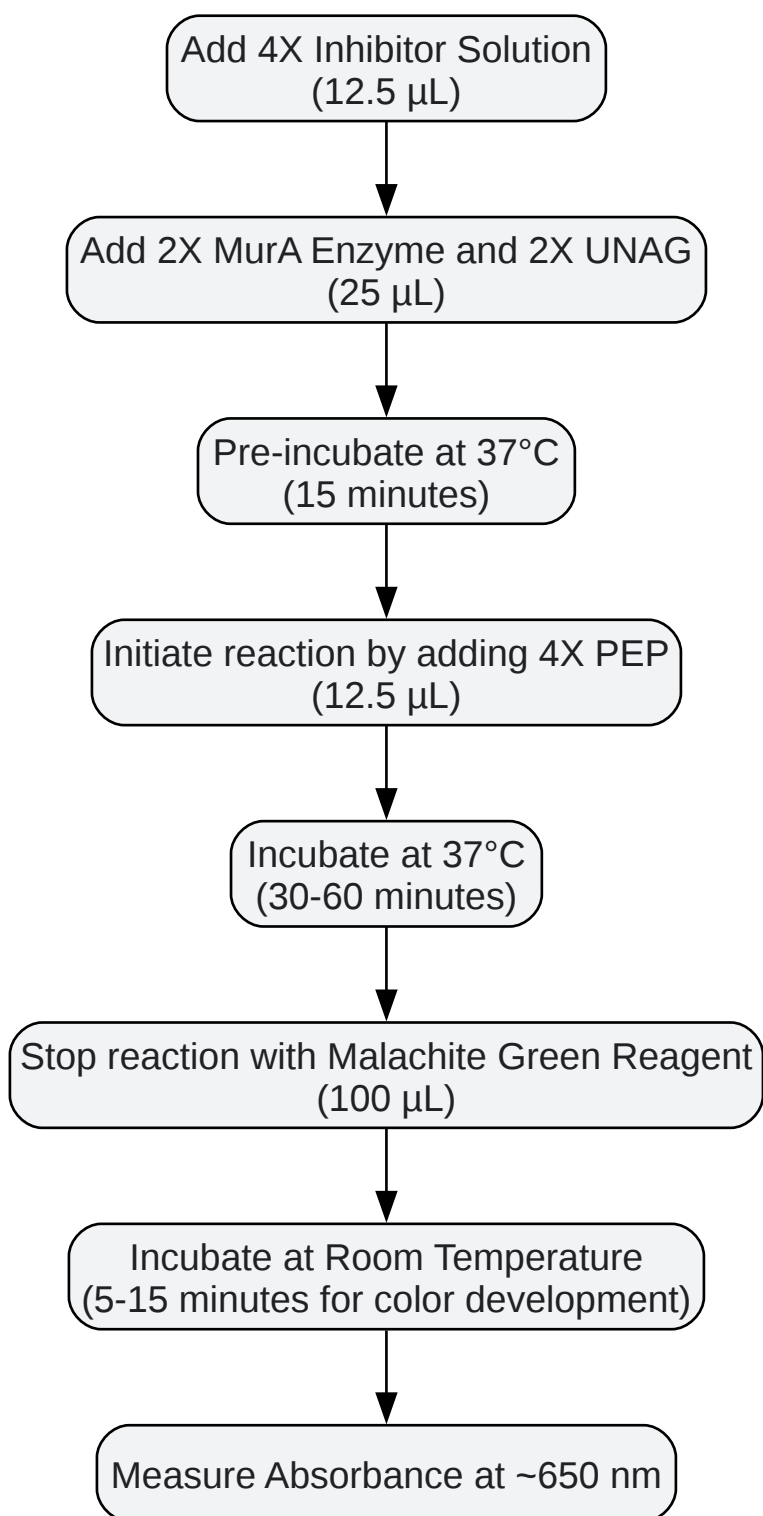 Add 4X Inhibitor Solution
(12.5 µL)
Add 2X MurA Enzyme and 2X UNAG
(25 µL)
Pre-incubate at 37°C
(15 minutes)
Initiate reaction by adding 4X PEP
(12.5 µL)
Incubate at 37°C
(30-60 minutes)
Stop reaction with Malachite Green Reagent
(100 µL)
Incubate at Room Temperature
(5-15 minutes for color development)
Measure Absorbance at ~650 nm